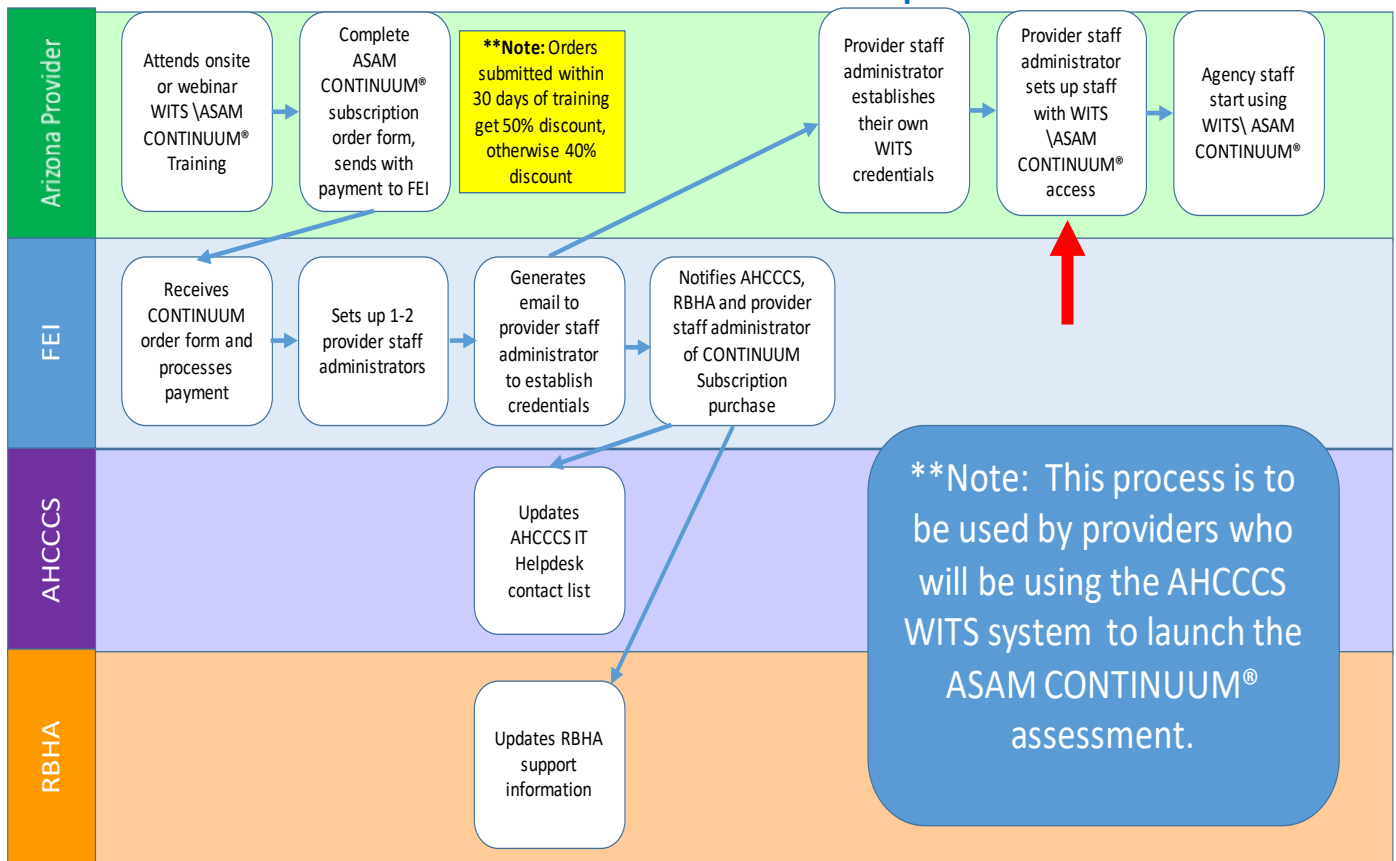 Arizona Provider
Attends onsite
or webinar
WITS \ASAM
CONTINUUM®
Training
Complete
ASAM
CONTINUUM®
subscription
order form,
sends with
payment to FEI
**Note: Orders
submitted within
30 days of training
get 50% discount,
otherwise 40%
discount
Provider staff
administrator
establishes
their own
WITS
credentials
Provider staff
administrator
sets up staff
with WITS
\ASAM
CONTINUUM®
access
Agency staff
start using
WITS\ ASAM
CONTINUUM®
FEI
Receives
CONTINUUM
order form and
processes
payment
Sets up 1-2
provider staff
administrators
Generates
email to
provider staff
administrator
to establish
credentials
Notifies AHCCCS,
RBHA and provider
staff administrator
of CONTINUUM
Subscription
purchase
AHCCCS
Updates
AHCCCS IT
Helpdesk
contact list
**Note: This process is to
be used by providers who
will be using the AHCCCS
WITS system to launch the
ASAM CONTINUUM®
assessment.
RBHA
Updates RBHA
support
information